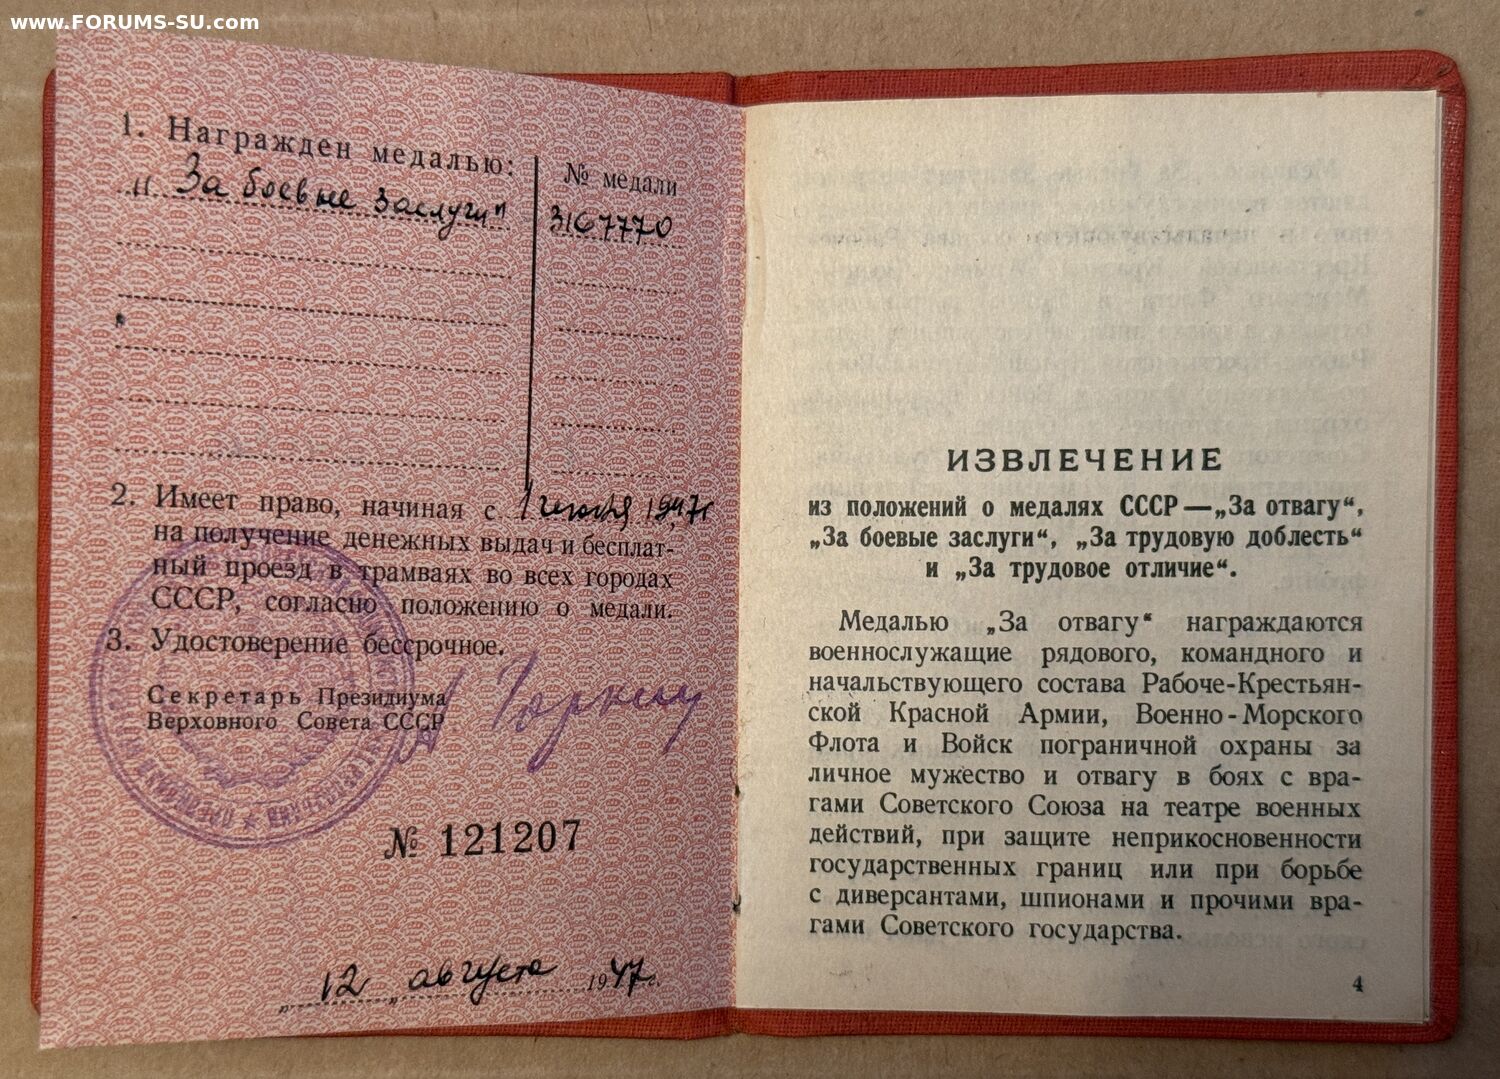 www.FORUMS-SU.com
1. Награжден медалью:
„За боевые заслуги"
№ медали
3167770
2. Имеет право, начиная с 1 1947г
на получение денежных выдач и бесплат-
ный проезд в трамваях во всех городах
СССР, согласно положению о медали.
3. Удостоверение бессрочное.
Секретарь Президиума
Верховного Совета СССР
А. Горкин
№ 121207
„12„ августа 1947г.
ИЗВЛЕЧЕНИЕ
из положений о медалях СССР—„За отвагу“,
„За боевые заслуги“, „За трудовую доблесть“
и „За трудовое отличие“.
Медалью „За отвагу“ награждаются
военнослужащие рядового, командного и
начальствующего состава Рабоче-Крестьян-
ской Красной Армии, Военно-Морского
Флота и Войск пограничной охраны за
личное мужество и отвагу в боях с вра-
гами Советского Союза на театре военных
действий, при защите неприкосновенности
государственных границ или при борьбе
с диверсантами, шпионами и прочими вра-
гами Советского государства.
4